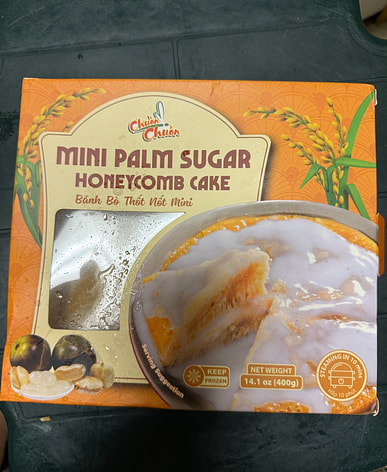 Chuồn
Chuồn
MINI PALM SUGAR
HONEYCOMB CAKE
Bánh Bò Thốt Nốt Mini
Serving Suggestion
KEEP
FROZEN
NET WEIGHT
14.1 oz (400g)
STEAMING IN 10 mins